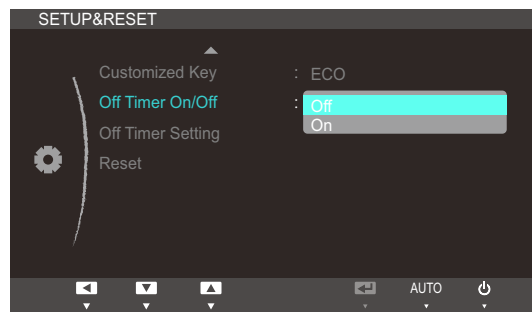 SETUP&RESET
Customized Key : ECO
Off Timer On/Off : Off
On
Off Timer Setting
Reset
AUTO